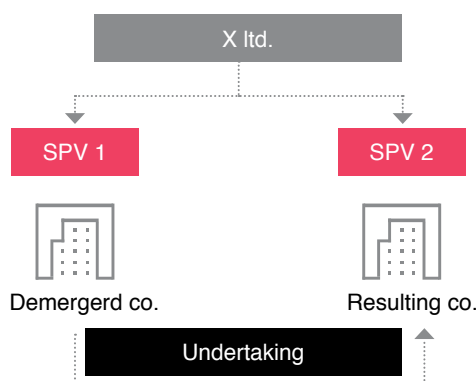 X ltd.
SPV 1
SPV 2
Demergerd co.
Resulting co.
Undertaking